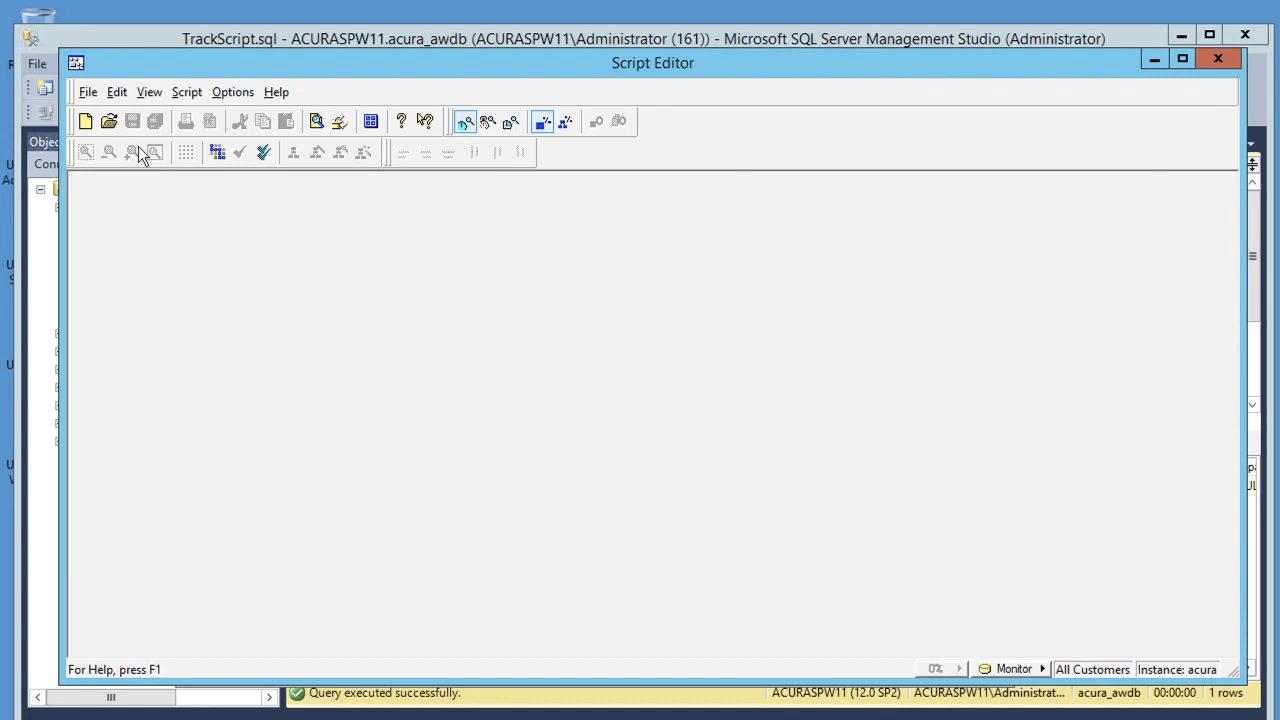 TrackScript.sql - ACURASPW11.acura_awdb (ACURASPW11\Administrator (161)) - Microsoft SQL Server Management Studio (Administrator)
File
Script Editor
File Edit View Script Options Help
For Help, press F1
0%
Monitor
All Customers
Instance: acura
Query executed successfully.
ACURASPW11 (12.0 SP2)
ACURASPW11\Administrat...
acura_awdb
00:00:00
1 rows